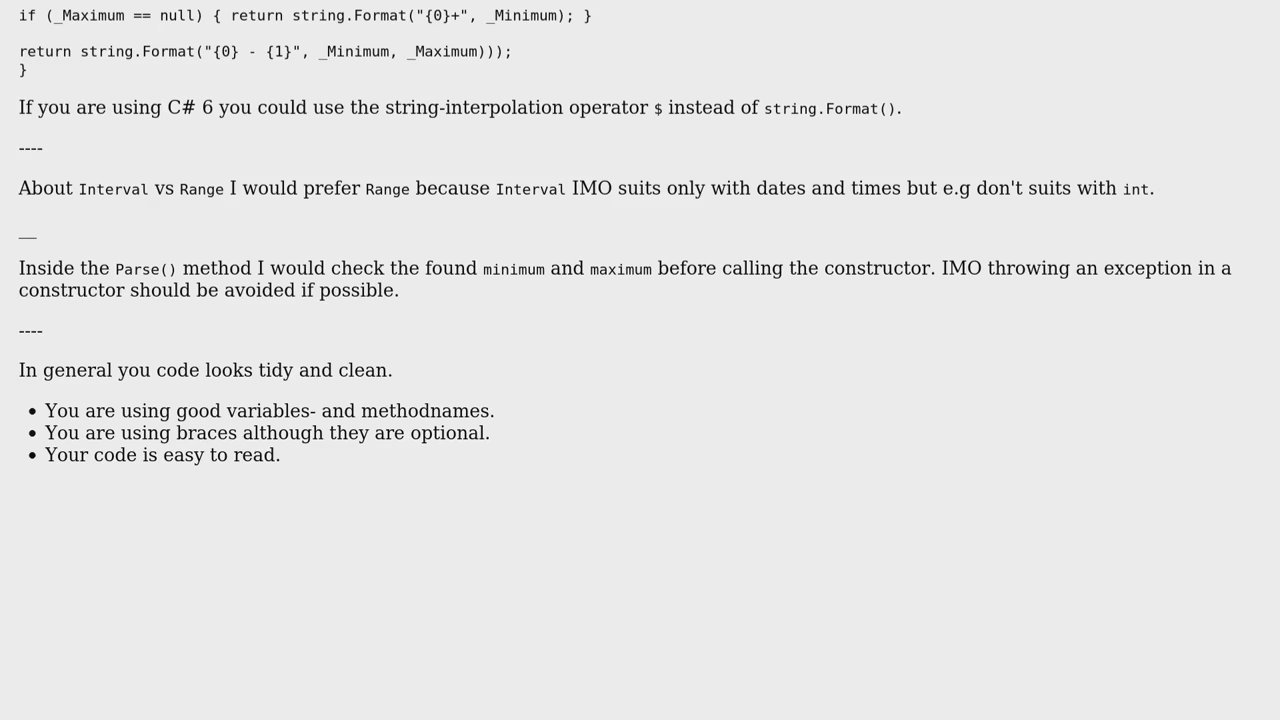 if (_Maximum == null) { return string.Format("{0}+", _Minimum); }
return string.Format("{0} - {1}", _Minimum, _Maximum)));
}
If you are using C# 6 you could use the string-interpolation operator $ instead of string.Format().
----
About Interval vs Range I would prefer Range because Interval IMO suits only with dates and times but e.g don't suits with int.
__
Inside the Parse() method I would check the found minimum and maximum before calling the constructor. IMO throwing an exception in a
constructor should be avoided if possible.
----
In general you code looks tidy and clean.
• You are using good variables- and methodnames.
• You are using braces although they are optional.
• Your code is easy to read.